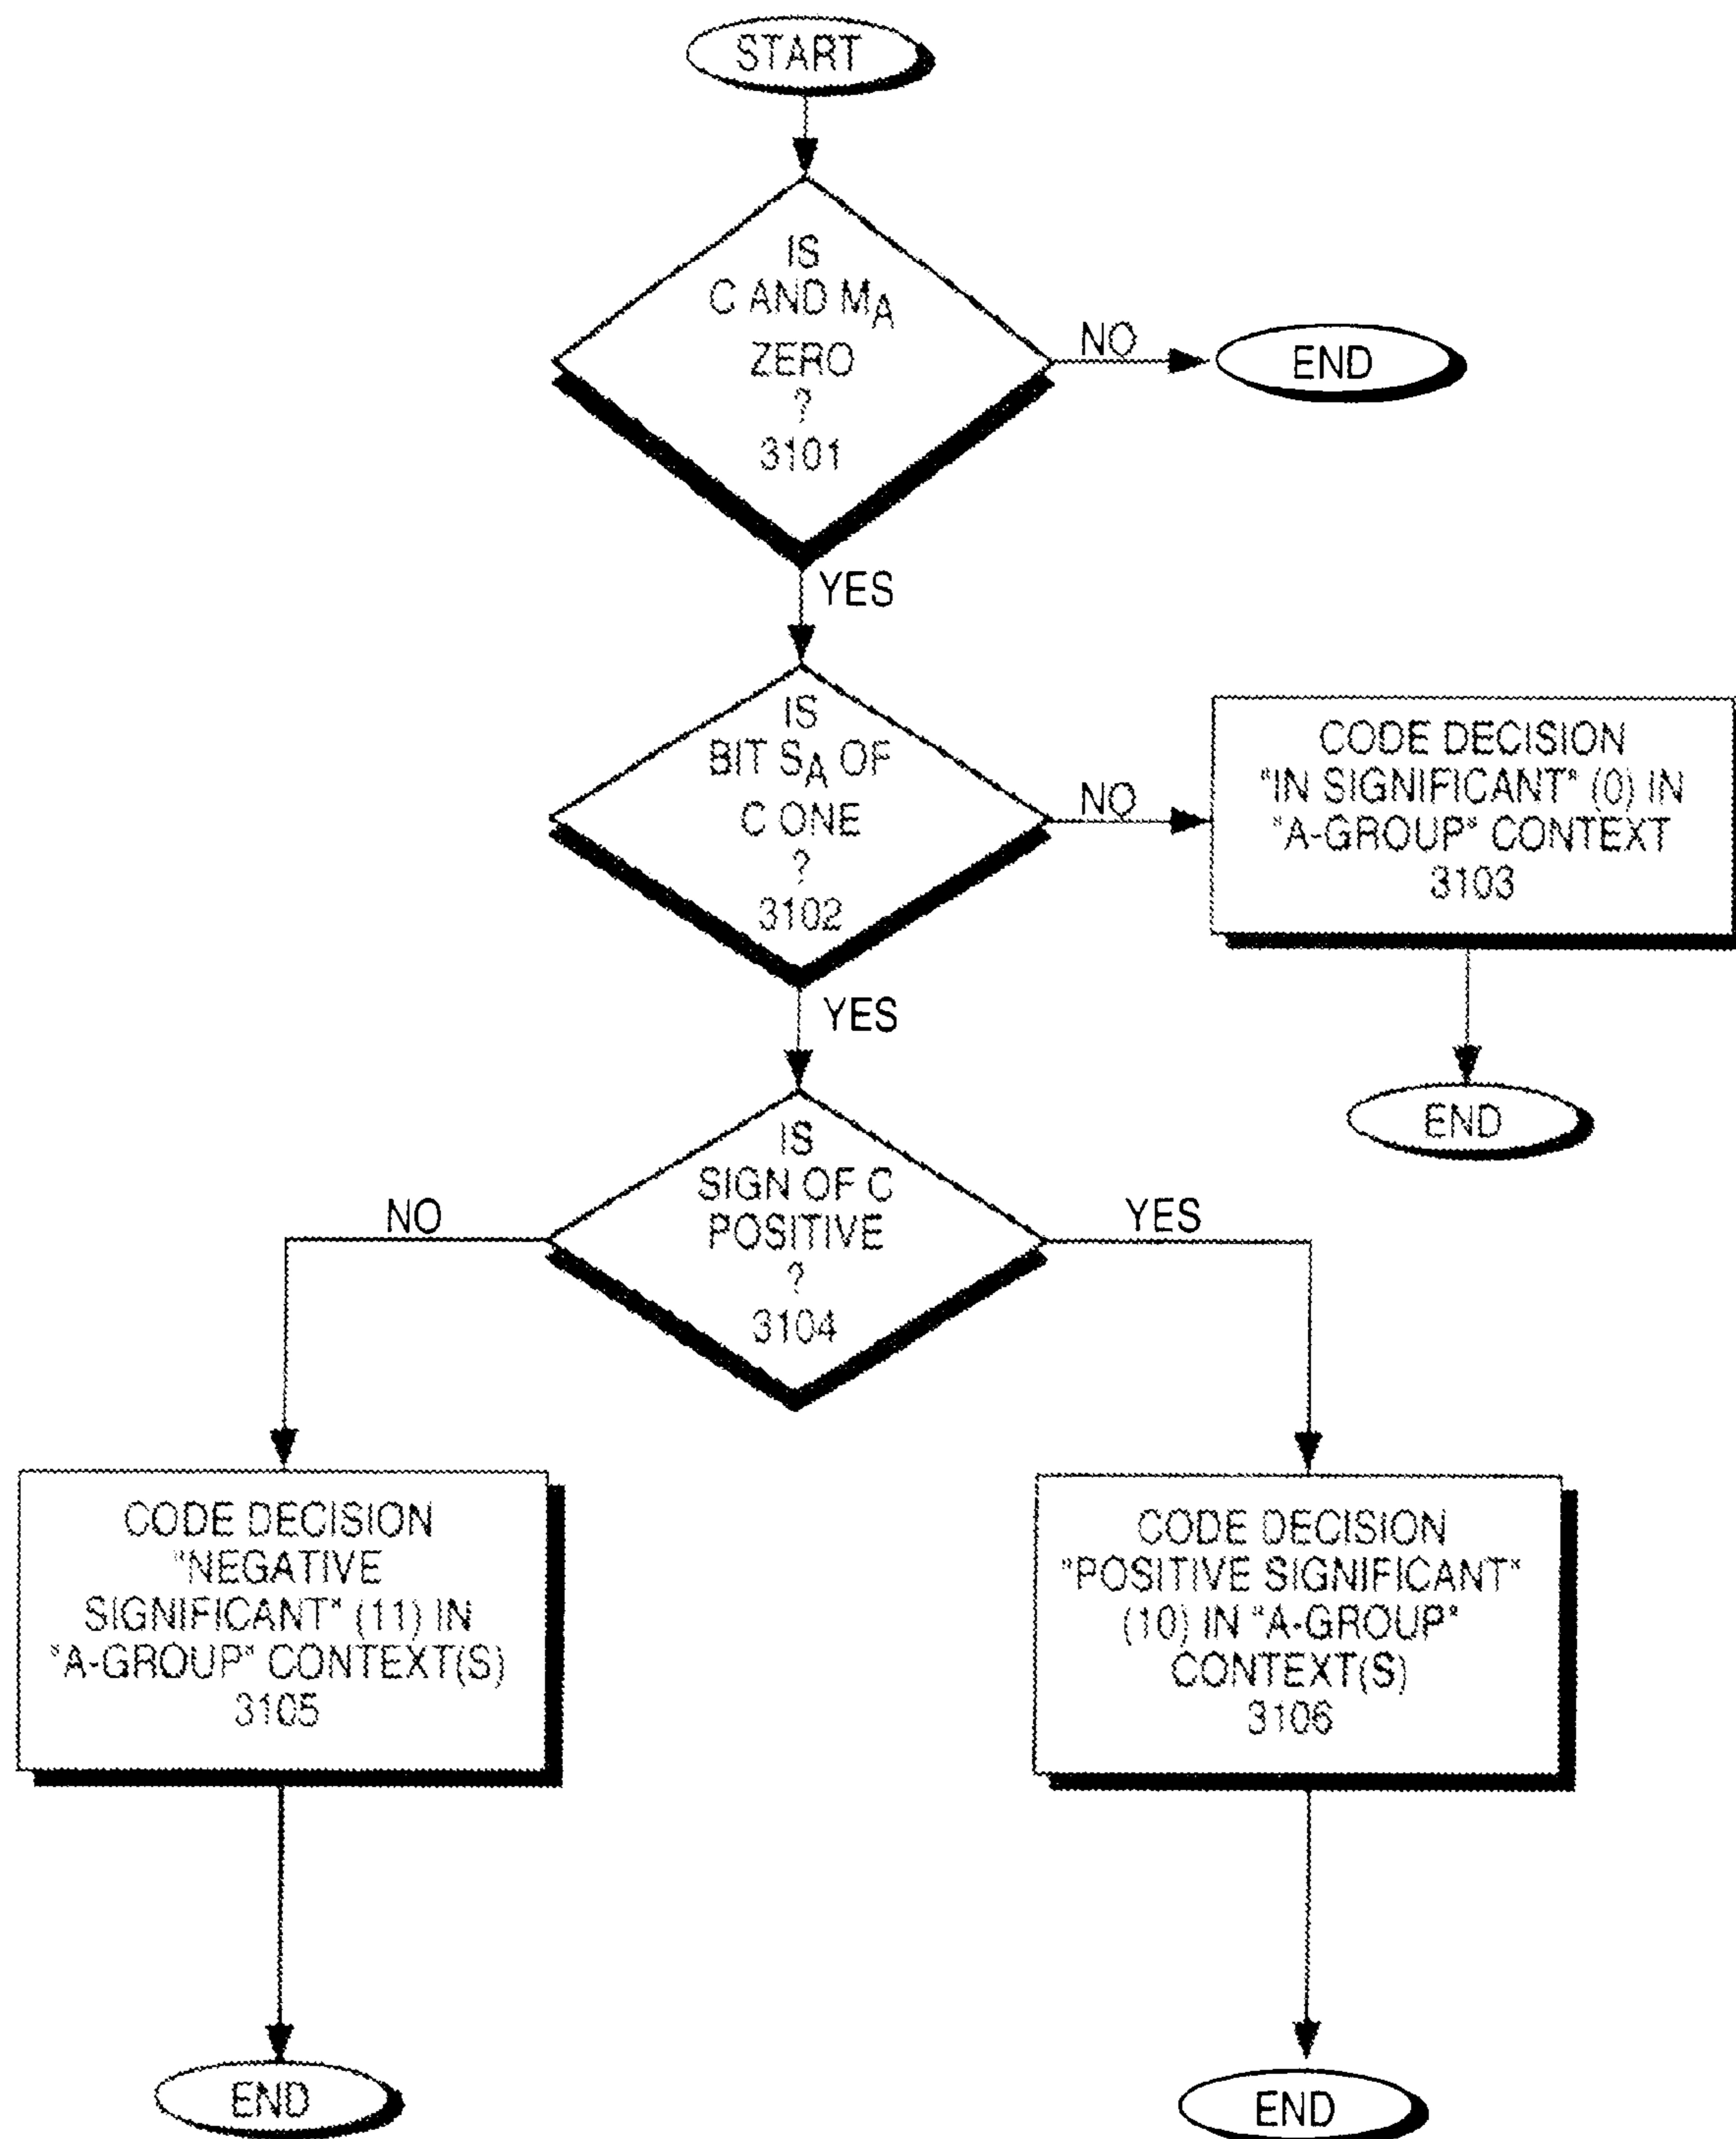 START
IS
C AND MA
ZERO
?
3101
NO
END
YES
IS
BIT SA OF
C ONE
?
3102
NO
CODE DECISION
"IN SIGNIFICANT" (0) IN
"A-GROUP" CONTEXT
3103
END
YES
IS
SIGN OF C
POSITIVE
?
3104
NO
YES
CODE DECISION
"NEGATIVE
SIGNIFICANT" (11) IN
"A-GROUP" CONTEXT(S)
3105
END
CODE DECISION
"POSITIVE SIGNIFICANT"
(10) IN "A-GROUP"
CONTEXT(S)
3106
END